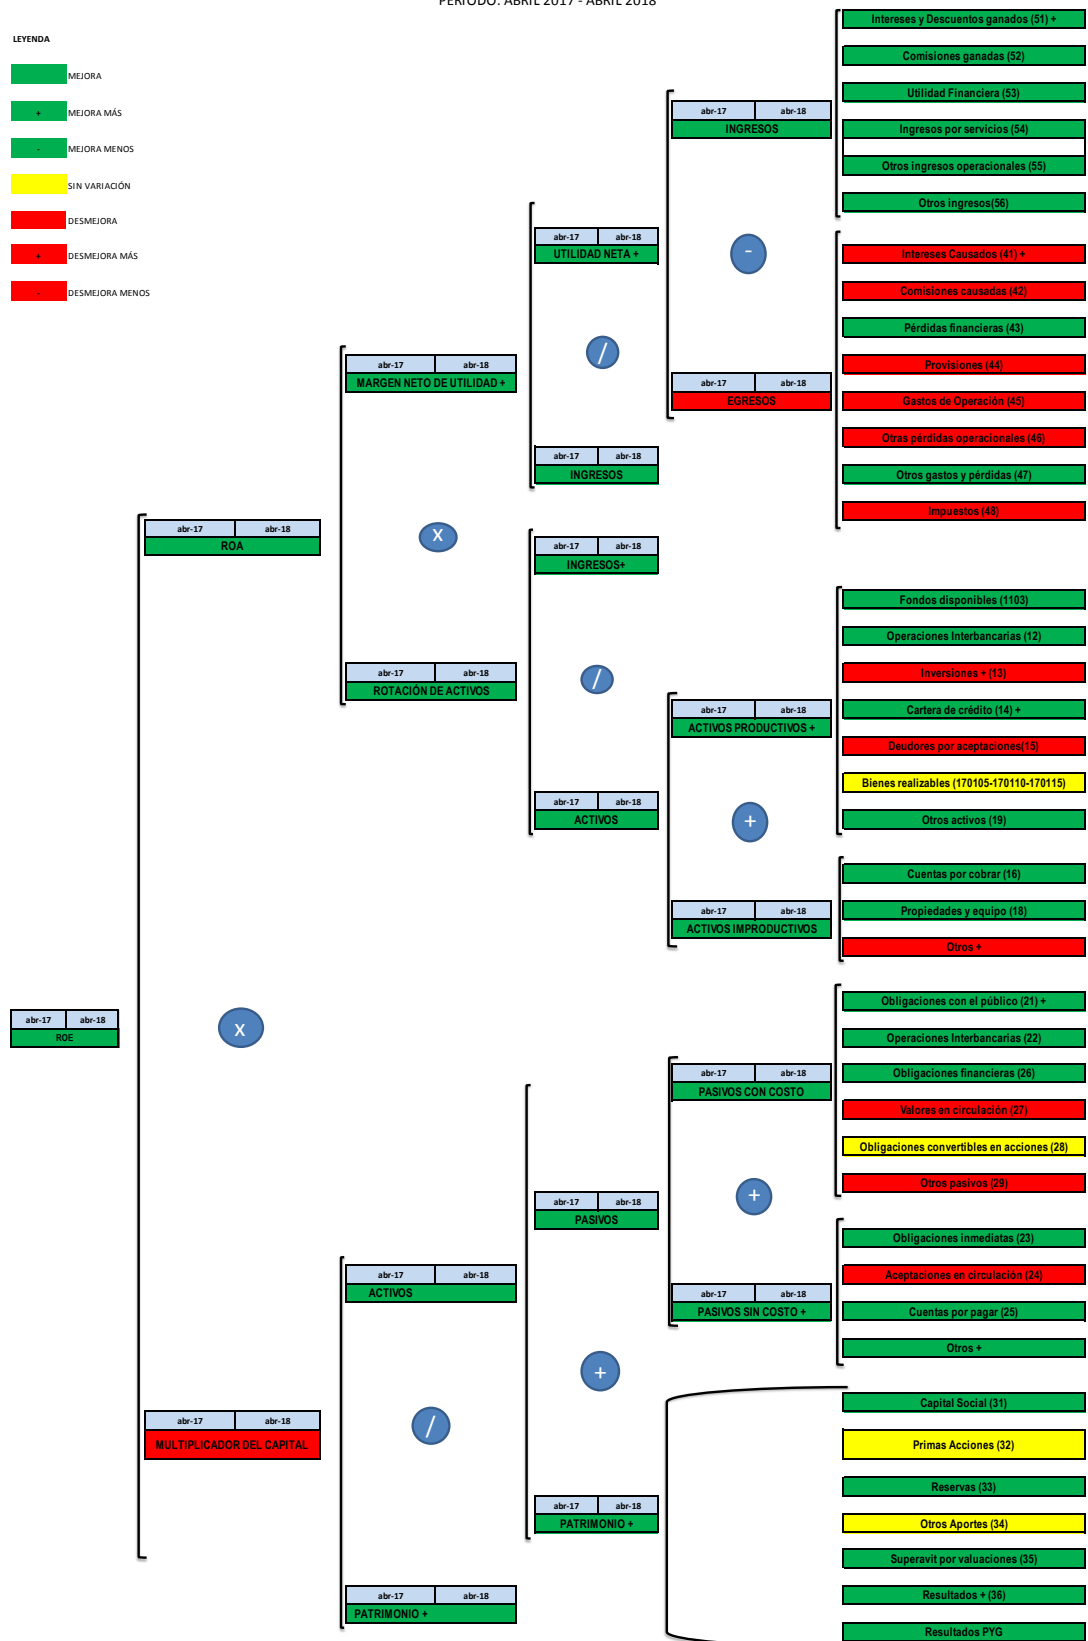 PERIODO: ABRIL 2017 - ABRIL 2018
LEYENDA
MEJORA
+ MEJORA MÁS
- MEJORA MENOS
SIN VARIACIÓN
DESMEJORA
+ DESMEJORA MÁS
- DESMEJORA MENOS
abr-17 abr-18
ROE
x
abr-17 abr-18
ROA
abr-17 abr-18
MULTIPLICADOR DEL CAPITAL
abr-17 abr-18
MARGEN NETO DE UTILIDAD +
X
abr-17 abr-18
ROTACIÓN DE ACTIVOS
abr-17 abr-18
ACTIVOS
/
abr-17 abr-18
PATRIMONIO +
abr-17 abr-18
UTILIDAD NETA +
/
abr-17 abr-18
INGRESOS
abr-17 abr-18
INGRESOS+
/
abr-17 abr-18
ACTIVOS
abr-17 abr-18
PASIVOS
+
abr-17 abr-18
PATRIMONIO +
abr-17 abr-18
INGRESOS
-
abr-17 abr-18
EGRESOS
abr-17 abr-18
ACTIVOS PRODUCTIVOS +
+
abr-17 abr-18
ACTIVOS IMPRODUCTIVOS
abr-17 abr-18
PASIVOS CON COSTO
+
abr-17 abr-18
PASIVOS SIN COSTO +
Intereses y Descuentos ganados (51) +
Comisiones ganadas (52)
Utilidad Financiera (53)
Ingresos por servicios (54)
Otros ingresos operacionales (55)
Otros ingresos(56)
Intereses Causados (41) +
Comisiones causadas (42)
Pérdidas financieras (43)
Provisiones (44)
Gastos de Operación (45)
Otras pérdidas operacionales (46)
Otros gastos y pérdidas (47)
Impuestos (48)
Fondos disponibles (1103)
Operaciones Interbancarias (12)
Inversiones + (13)
Cartera de crédito (14) +
Deudores por aceptaciones(15)
Bienes realizables (170105-170110-170115)
Otros activos (19)
Cuentas por cobrar (16)
Propiedades y equipo (18)
Otros +
Obligaciones con el público (21) +
Operaciones Interbancarias (22)
Obligaciones financieras (26)
Valores en circulación (27)
Obligaciones convertibles en acciones (28)
Otros pasivos (29)
Obligaciones inmediatas (23)
Aceptaciones en circulación (24)
Cuentas por pagar (25)
Otros +
Capital Social (31)
Primas Acciones (32)
Reservas (33)
Otros Aportes (34)
Superavit por valuaciones (35)
Resultados + (36)
Resultados PYG